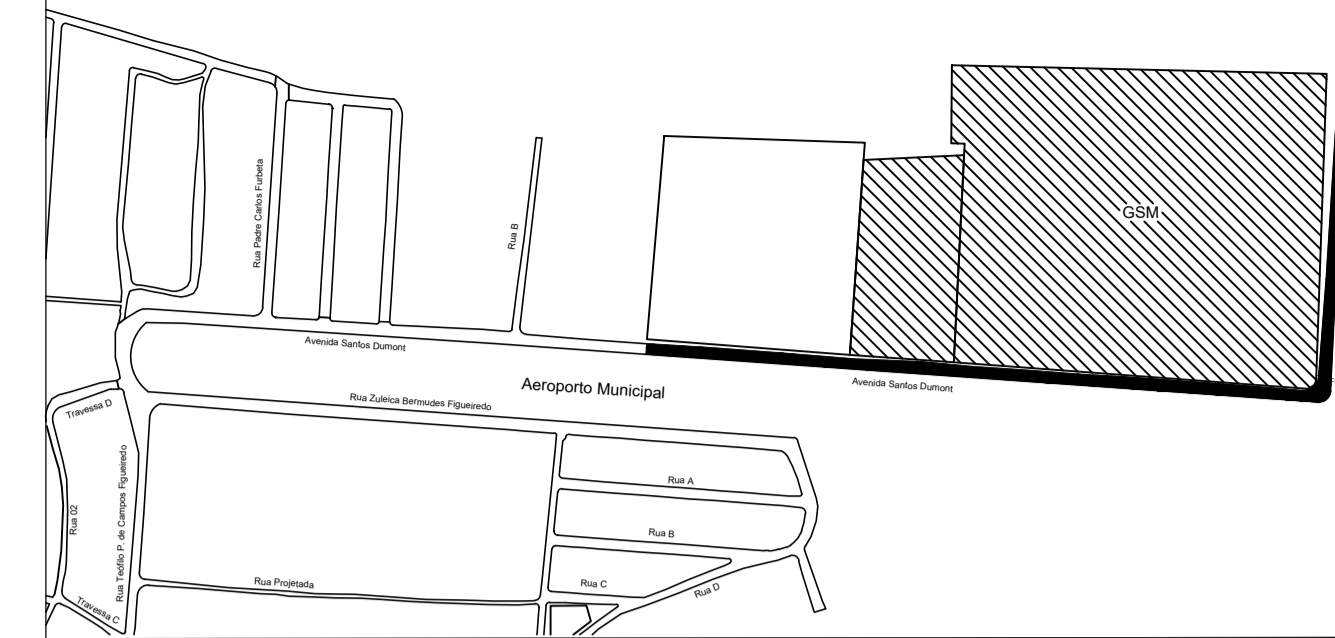 GSM
Rua Padre Carlos Furbeta
Rua B
Avenida Santos Dumont
Aeroporto Municipal
Avenida Santos Dumont
Rua Zuleica Bermudes Figueiredo
Travessa D
Rua Teófilo P. de Campos Figueiredo
Rua 02
Rua A
Rua B
Rua Projetada
Rua C
Rua D
Travessa C